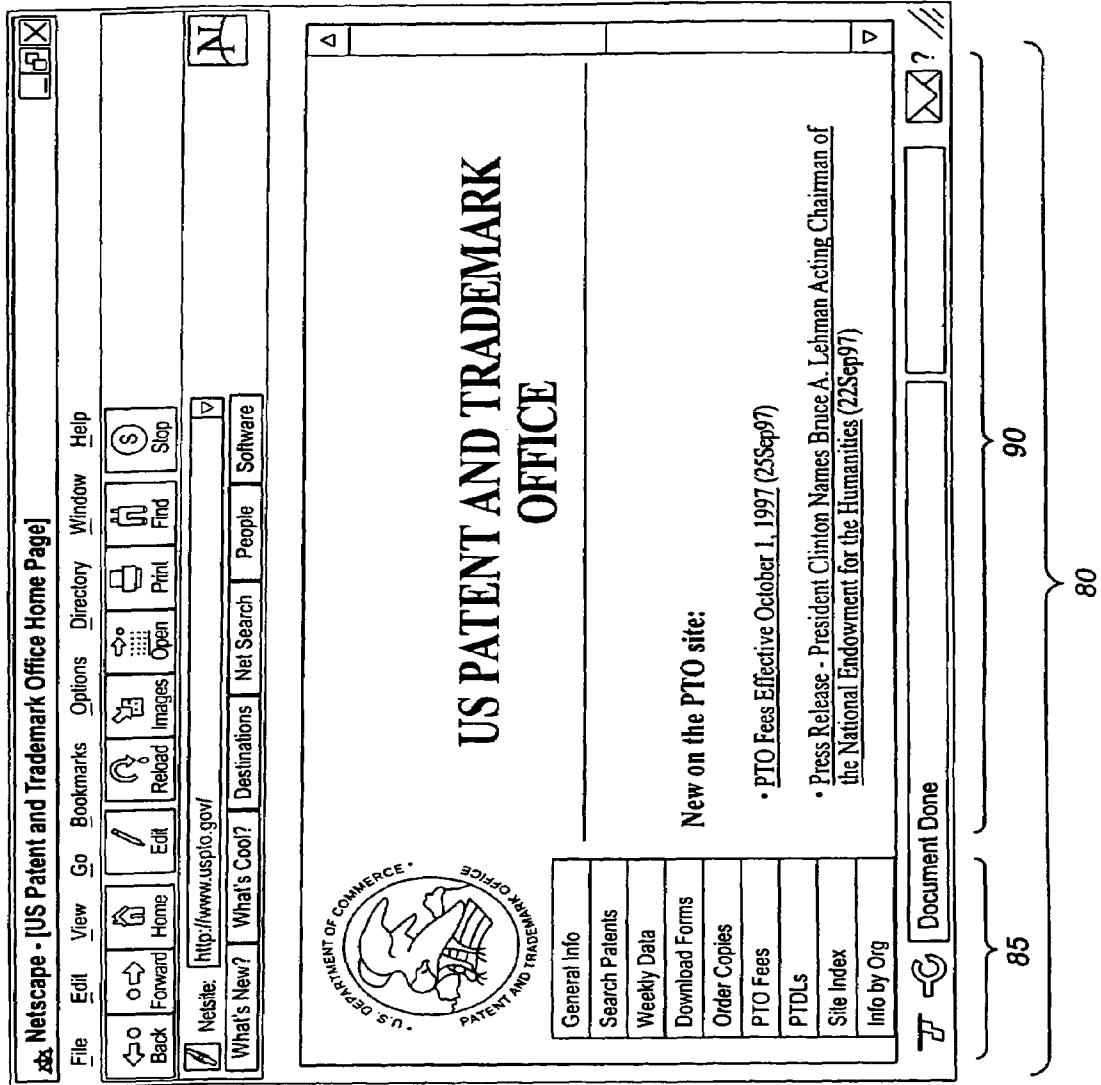 Netscape - [US Patent and Trademark Office Home Page]
File Edit View Go Bookmarks Options Directory Window Help
Back Forward Home Edit Reload Images Open Print Find Stop
S
Netsite: http://www.uspto.gov/
N
What's New? What's Cool? Destinations Net Search People Software
U.S. DEPARTMENT OF COMMERCE
PATENT AND TRADEMARK OFFICE
US PATENT AND TRADEMARK
OFFICE
General Info
Search Patents
Weekly Data
Download Forms
Order Copies
PTO Fees
PTDLs
Site Index
Info by Org
New on the PTO site:
• PTO Fees Effective October 1, 1997 (25Sep97)
• Press Release - President Clinton Names Bruce A. Lehman Acting Chairman of
the National Endowment for the Humanities (22Sep97)
Document Done
?
85
90
80